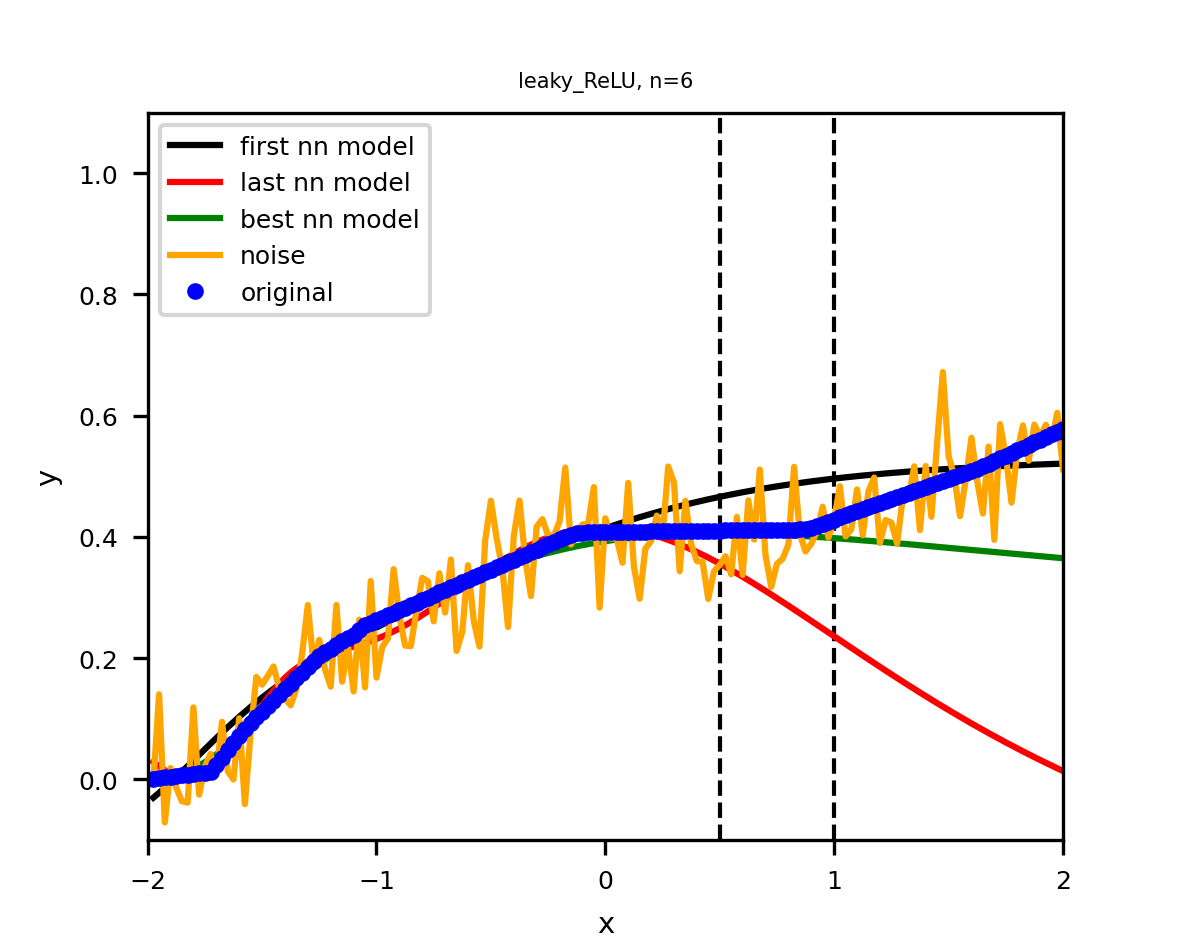 leaky_ReLU, n=6
first nn model
last nn model
best nn model
noise
original
1.0
0.8
0.6
0.4
0.2
0.0
y
−2
−1
0
1
2
x